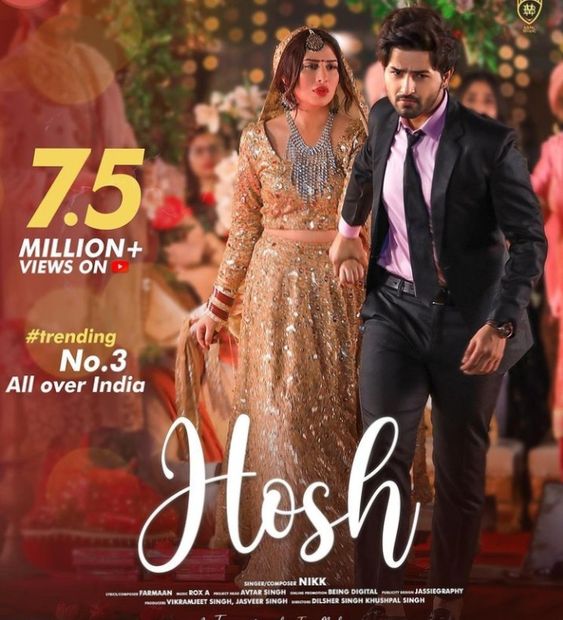 7.5
MILLION+
VIEWS ON
#trending
No.3
All over India
Hosh
SINGER/COMPOSER NIKK
LYRICS/COMPOSER FARMAAN MUSIC ROX A PROJECT HEAD AVTAR SINGH ONLINE PROMOTION BEING DIGITAL PUBLICITY DESIGN JASSIEGRAPHY
PRODUCERS VIKRAMJEET SINGH, JASVEER SINGH DIRECTORS DILSHER SINGH KHUSHPAL SINGH